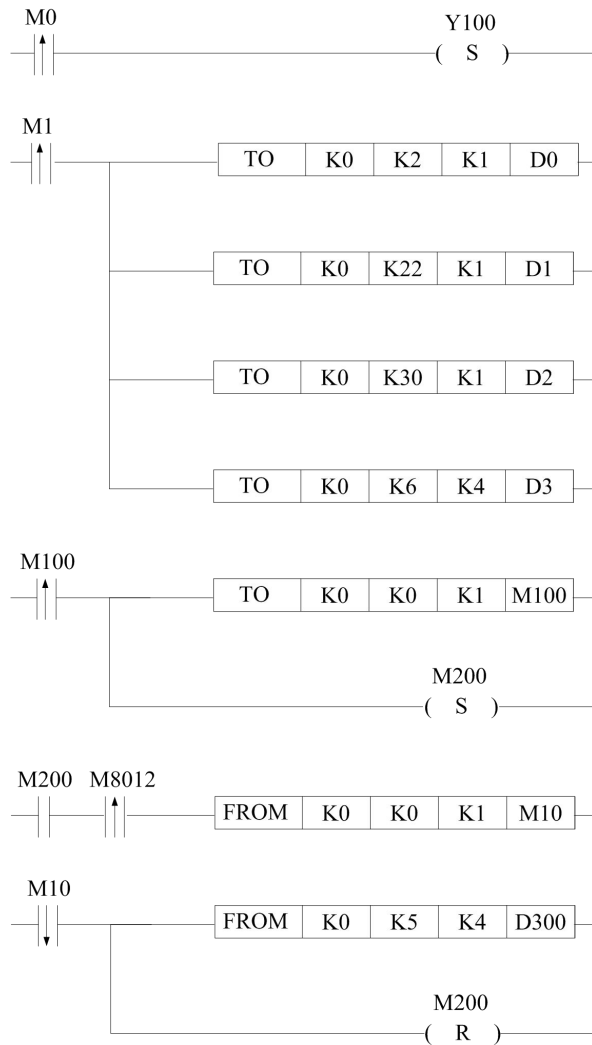 M0 Y100
( S )
M1
TO K0 K2 K1 D0
TO K0 K22 K1 D1
TO K0 K30 K1 D2
TO K0 K6 K4 D3
M100
TO K0 K0 K1 M100
M200
( S )
M200 M8012
FROM K0 K0 K1 M10
M10
FROM K0 K5 K4 D300
M200
( R )